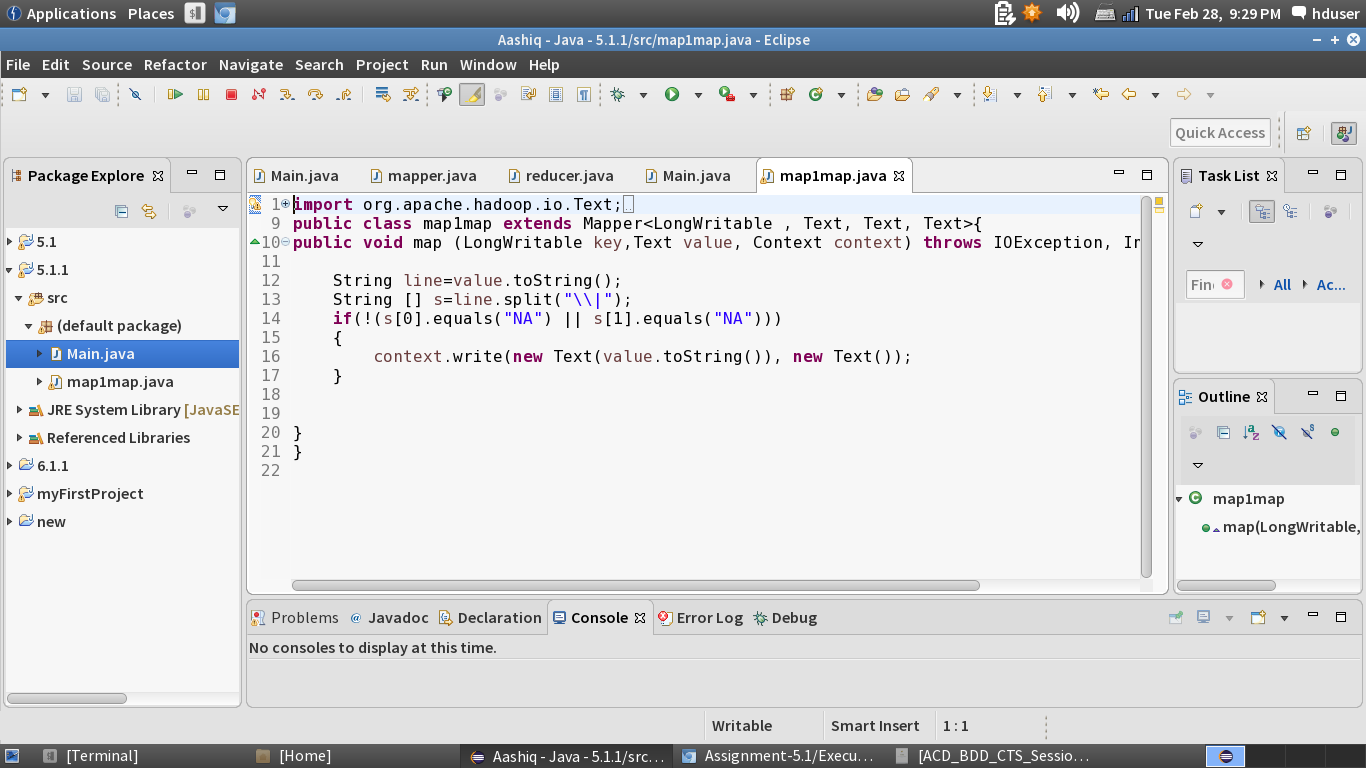 Applications Places Tue Feb 28, 9:29 PM hduser
Aashiq - Java - 5.1.1/src/map1map.java - Eclipse
File Edit Source Refactor Navigate Search Project Run Window Help
Quick Access
Package Explorer
5.1
5.1.1
src
(default package)
Main.java
map1map.java
JRE System Library [JavaSE
Referenced Libraries
6.1.1
myFirstProject
new
Main.java mapper.java reducer.java Main.java map1map.java
1 import org.apache.hadoop.io.Text;
9 public class map1map extends Mapper<LongWritable , Text, Text, Text>{
10 public void map (LongWritable key,Text value, Context context) throws IOException, In
11
12 String line=value.toString();
13 String [] s=line.split("\\|");
14 if(!(s[0].equals("NA") || s[1].equals("NA")))
15 {
16 context.write(new Text(value.toString()), new Text());
17 }
18
19
20 }
21 }
22
Task List
Fin All Ac...
Outline
map1map
map(LongWritable,
Problems @ Javadoc Declaration Console Error Log Debug
No consoles to display at this time.
Writable Smart Insert 1 : 1
[Terminal] [Home] Aashiq - Java - 5.1.1/src... Assignment-5.1/Execu... [ACD_BDD_CTS_Sessio...